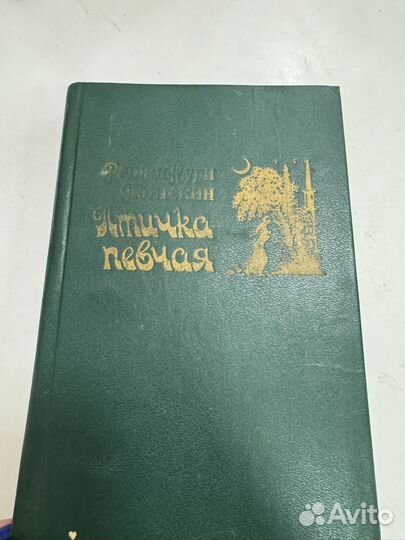 Решад Нури
Гюнтекин
Птичка
певчая
Avito